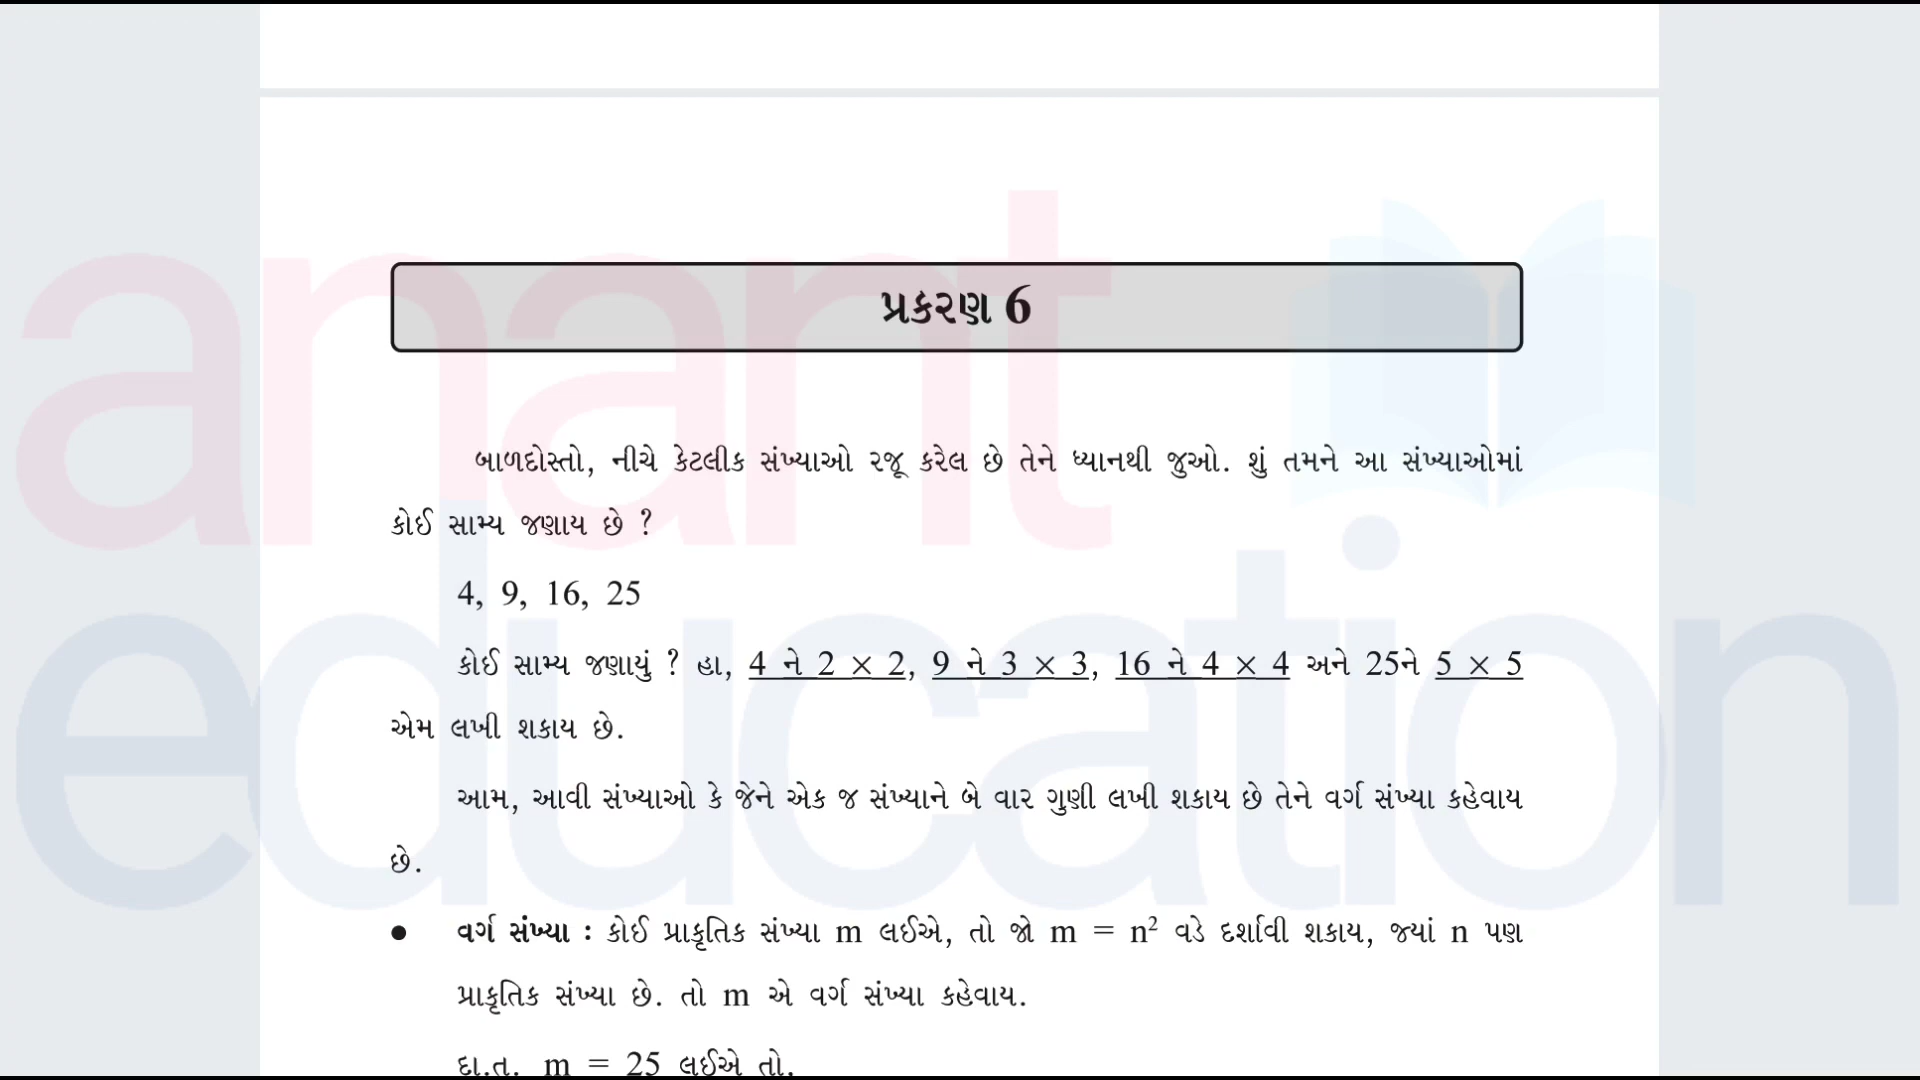 પ્રકરણ 6
બાળદોસ્તો, નીચે કેટલીક સંખ્યાઓ રજૂ કરેલ છે તેને ધ્યાનથી જુઓ. શું તમને આ સંખ્યાઓમાં
કોઈ સામ્ય જણાય છે ?
4, 9, 16, 25
કોઈ સામ્ય જણાયું ? હા, 4 ને 2 × 2, 9 ને 3 × 3, 16 ને 4 × 4 અને 25ને 5 × 5
એમ લખી શકાય છે.
આમ, આવી સંખ્યાઓ કે જેને એક જ સંખ્યાને બે વાર ગુણી લખી શકાય છે તેને વર્ગ સંખ્યા કહેવાય
છે.
● વર્ગ સંખ્યા : કોઈ પ્રાકૃતિક સંખ્યા m લઈએ, તો જો m = n² વડે દર્શાવી શકાય, જ્યાં n પણ
પ્રાકૃતિક સંખ્યા છે. તો m એ વર્ગ સંખ્યા કહેવાય.
દા.ત. m = 25 લઈએ તો,
anant
education